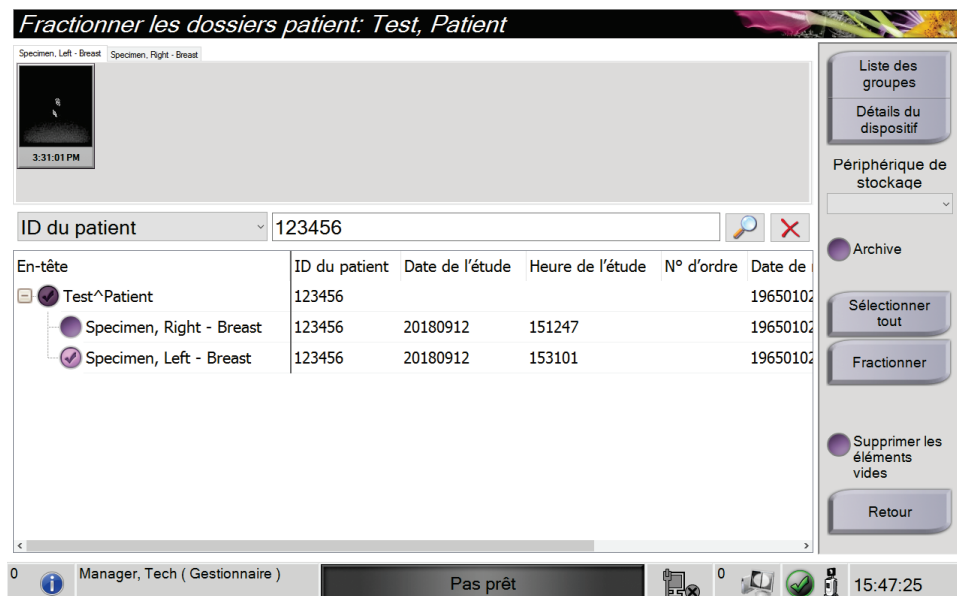 Fractionner les dossiers patient: Test, Patient
Specimen, Left - Breast Specimen, Right - Breast
3:31:01 PM
ID du patient 123456
En-tête ID du patient Date de l'étude Heure de l'étude N° d'ordre Date de
Test^Patient 123456 19650102
Specimen, Right - Breast 123456 20180912 151247 19650102
Specimen, Left - Breast 123456 20180912 153101 19650102
Liste des
groupes
Détails du
dispositif
Périphérique de
stockage
Archive
Sélectionner
tout
Fractionner
Supprimer les
éléments
vides
Retour
0 Manager, Tech ( Gestionnaire ) Pas prêt 0 15:47:25